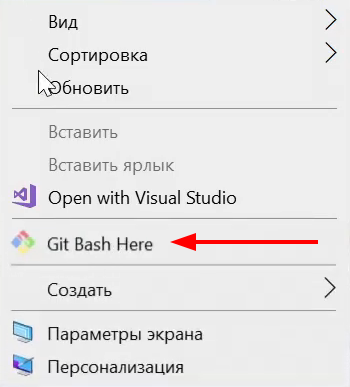 Вид
Сортировка
Обновить
Вставить
Вставить ярлык
Open with Visual Studio
Git Bash Here
Создать
Параметры экрана
Персонализация